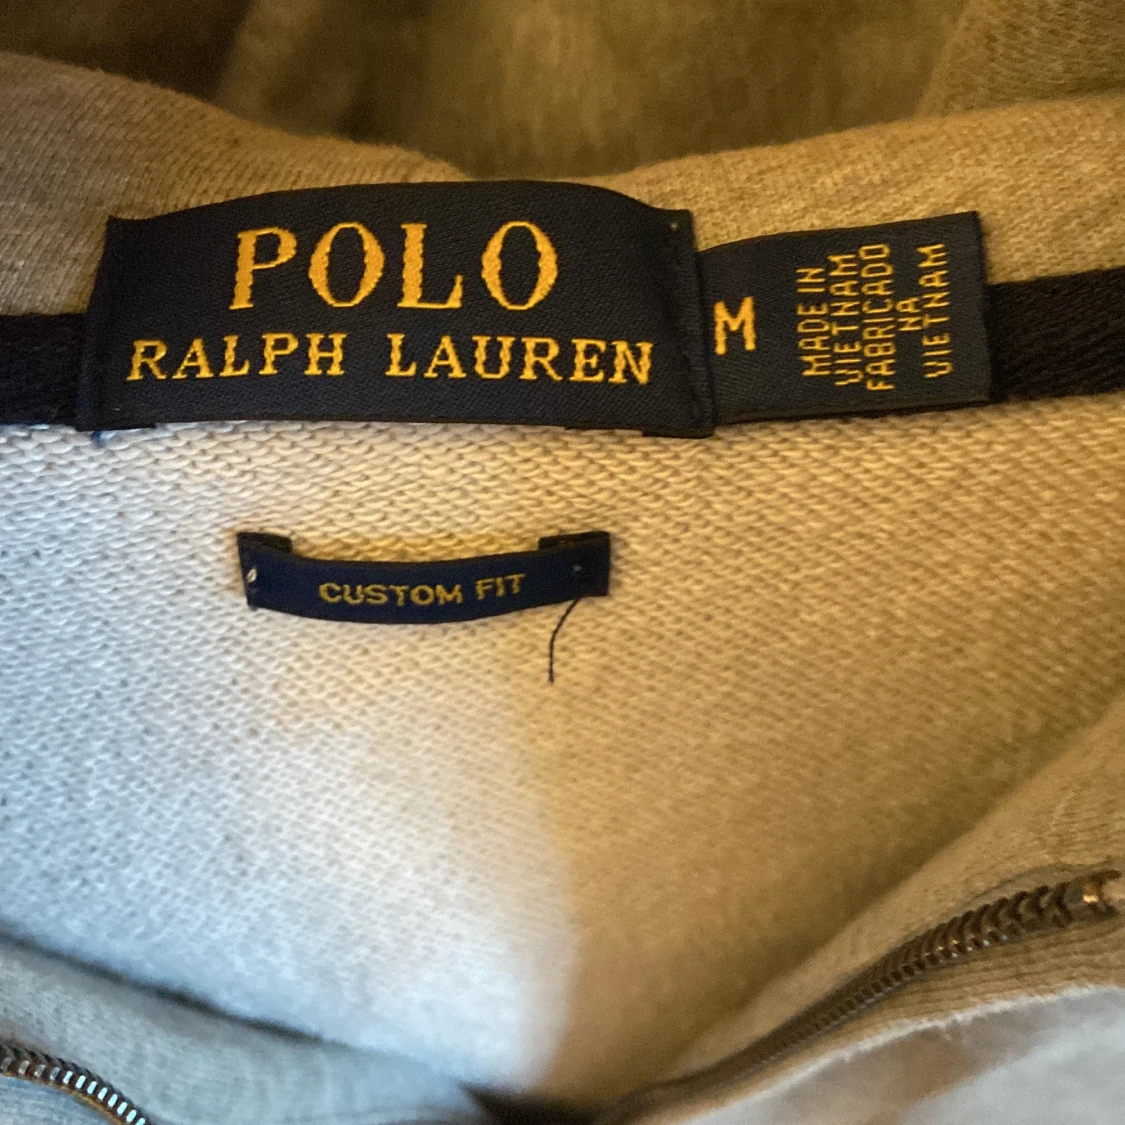 POLO
RALPH LAUREN
M
MADE IN
VIETNAM
FABRICADO
NA
VIETNAM
CUSTOM FIT